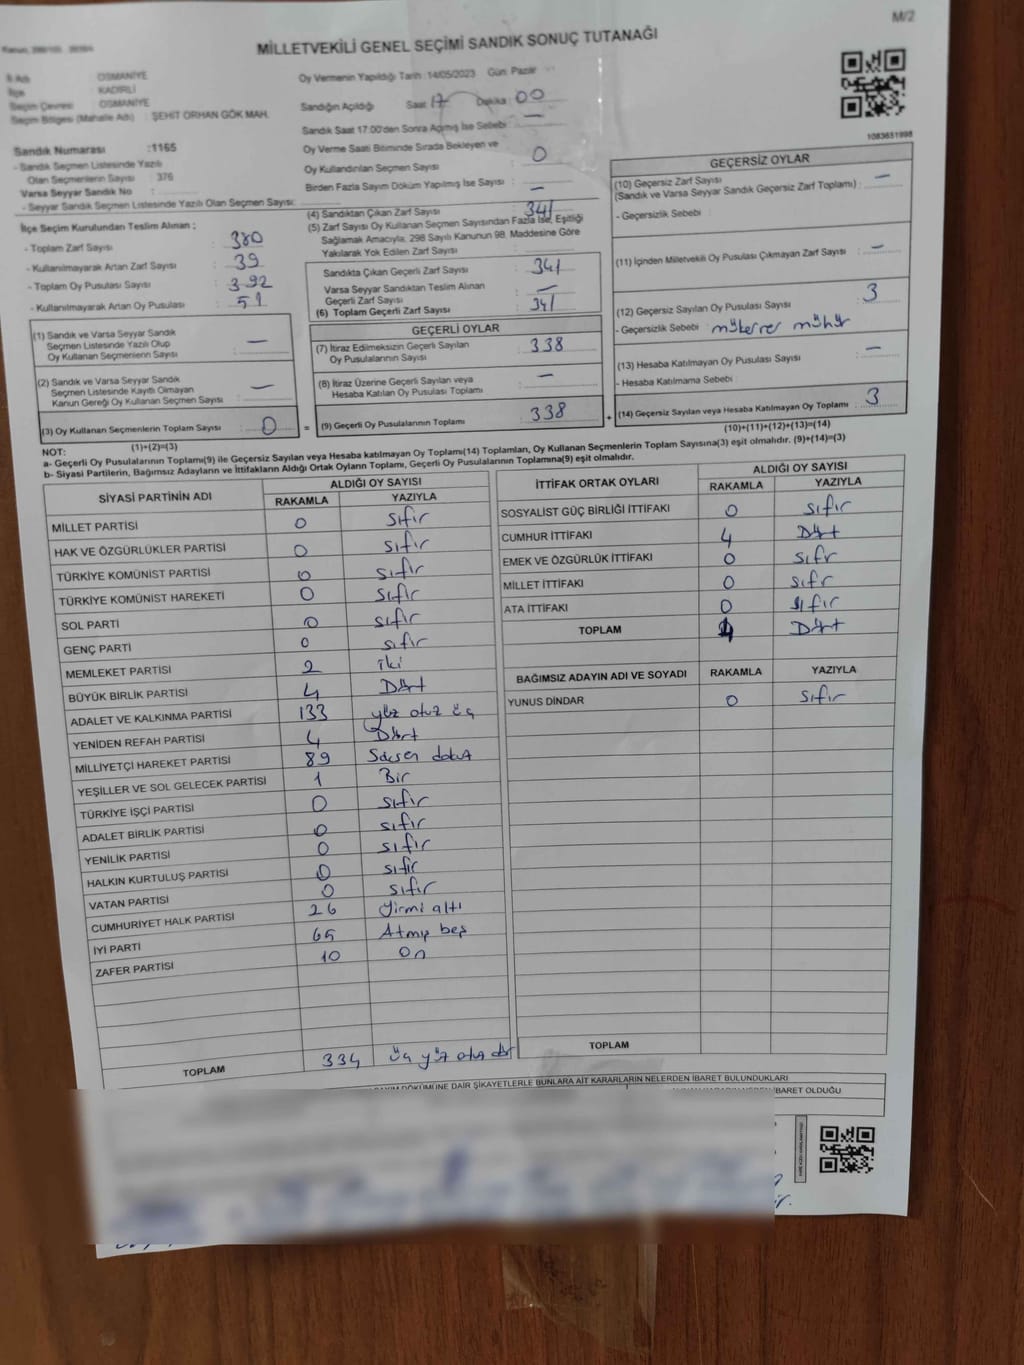 M/2
MİLLETVEKİLİ GENEL SEÇİMİ SANDIK SONUÇ TUTANAĞI
İl Adı : OSMANİYE
İlçe : KADİRLİ
Seçim Çevresi : OSMANİYE
Seçim Bölgesi (Mahalle Adı) : ŞEHİT ORHAN GÖK MAH.
Sandık Numarası :1165
- Sandık Seçmen Listesinde Yazılı
Olan Seçmenlerin Sayısı : 376
Varsa Seyyar Sandık No :
- Seyyar Sandık Seçmen Listesinde Yazılı Olan Seçmen Sayısı:
Oy Vermenin Yapıldığı Tarih :14/05/2023 Gün: Pazar
Sandığın Açıldığı Saat 17 Dakika 00
Sandık Saat 17.00'den Sonra Açılmış İse Sebebi : —
Oy Verme Saati Bitiminde Sırada Bekleyen ve
Oy Kullandırılan Seçmen Sayısı : 0
Birden Fazla Sayım Döküm Yapılmış İse Sayısı : —
1083651998
İlçe Seçim Kurulundan Teslim Alınan ;
- Toplam Zarf Sayısı : 380
- Kullanılmayarak Artan Zarf Sayısı : 39
- Toplam Oy Pusulası Sayısı : 392
- Kullanılmayarak Artan Oy Pusulası : 51
(4) Sandıktan Çıkan Zarf Sayısı : 341
(5) Zarf Sayısı Oy Kullanan Seçmen Sayısından Fazla İse, Eşitliği
Sağlamak Amacıyla, 298 Sayılı Kanunun 98. Maddesine Göre
Yakılarak Yok Edilen Zarf Sayısı :
Sandıkta Çıkan Geçerli Zarf Sayısı : 341
Varsa Seyyar Sandıktan Teslim Alınan
Geçerli Zarf Sayısı : —
(6) Toplam Geçerli Zarf Sayısı : 341
GEÇERSİZ OYLAR
(10) Geçersiz Zarf Sayısı
(Sandık ve Varsa Seyyar Sandık Geçersiz Zarf Toplamı) : —
- Geçersizlik Sebebi :
(11) İçinden Milletvekili Oy Pusulası Çıkmayan Zarf Sayısı : —
(12) Geçersiz Sayılan Oy Pusulası Sayısı : 3
- Geçersizlik Sebebi : mükerrer mühür
(13) Hesaba Katılmayan Oy Pusulası Sayısı : —
- Hesaba Katılmama Sebebi :
(14) Geçersiz Sayılan veya Hesaba Katılmayan Oy Toplamı : 3
(10)+(11)+(12)+(13)=(14)
(1) Sandık ve Varsa Seyyar Sandık
Seçmen Listesinde Yazılı Olup
Oy Kullanan Seçmenlerin Sayısı : —
(2) Sandık ve Varsa Seyyar Sandık
Seçmen Listesinde Kayıtlı Olmayan
Kanun Gereği Oy Kullanan Seçmen Sayısı : —
(3) Oy Kullanan Seçmenlerin Toplam Sayısı : 0
(1)+(2)=(3)
GEÇERLİ OYLAR
(7) İtiraz Edilmeksizin Geçerli Sayılan
Oy Pusulalarının Sayısı : 338
(8) İtiraz Üzerine Geçerli Sayılan veya
Hesaba Katılan Oy Pusulası Toplamı : —
= (9) Geçerli Oy Pusulalarının Toplamı : 338 +
NOT:
a- Geçerli Oy Pusulalarının Toplamı(9) ile Geçersiz Sayılan veya Hesaba katılmayan Oy Toplamı(14) Toplamları, Oy Kullanan Seçmenlerin Toplam Sayısına(3) eşit olmalıdır. (9)+(14)=(3)
b- Siyasi Partilerin, Bağımsız Adayların ve İttifakların Aldığı Ortak Oyların Toplamı, Geçerli Oy Pusulalarının Toplamına(9) eşit olmalıdır.
SİYASİ PARTİNİN ADI ALDIĞI OY SAYISI
RAKAMLA YAZIYLA
MİLLET PARTİSİ 0 sıfır
HAK VE ÖZGÜRLÜKLER PARTİSİ 0 sıfır
TÜRKİYE KOMÜNİST PARTİSİ 0 sıfır
TÜRKİYE KOMÜNİST HAREKETİ 0 sıfır
SOL PARTİ 0 sıfır
GENÇ PARTİ 0 sıfır
MEMLEKET PARTİSİ 2 iki
BÜYÜK BİRLİK PARTİSİ 4 Dört
ADALET VE KALKINMA PARTİSİ 133 yüz otuz üç
YENİDEN REFAH PARTİSİ 4 Dört
MİLLİYETÇİ HAREKET PARTİSİ 89 Seksen dokuz
YEŞİLLER VE SOL GELECEK PARTİSİ 1 Bir
TÜRKİYE İŞÇİ PARTİSİ 0 sıfır
ADALET BİRLİK PARTİSİ 0 sıfır
YENİLİK PARTİSİ 0 sıfır
HALKIN KURTULUŞ PARTİSİ 0 sıfır
VATAN PARTİSİ 0 sıfır
CUMHURİYET HALK PARTİSİ 26 yirmi altı
İYİ PARTİ 65 Atmış beş
ZAFER PARTİSİ 10 On
TOPLAM 334 üç yüz otuz dört
İTTİFAK ORTAK OYLARI ALDIĞI OY SAYISI
RAKAMLA YAZIYLA
SOSYALİST GÜÇ BİRLİĞİ İTTİFAKI 0 sıfır
CUMHUR İTTİFAKI 4 Dört
EMEK VE ÖZGÜRLÜK İTTİFAKI 0 sıfr
MİLLET İTTİFAKI 0 sıfr
ATA İTTİFAKI 0 sıfır
TOPLAM 4 Dört
BAĞIMSIZ ADAYIN ADI VE SOYADI RAKAMLA YAZIYLA
YUNUS DİNDAR 0 sıfır
TOPLAM
DÖKÜMÜNE DAİR ŞİKAYETLERLE BUNLARA AİT KARARLARIN NELERDEN İBARET BULUNDUKLARI
İBARET OLDUĞU